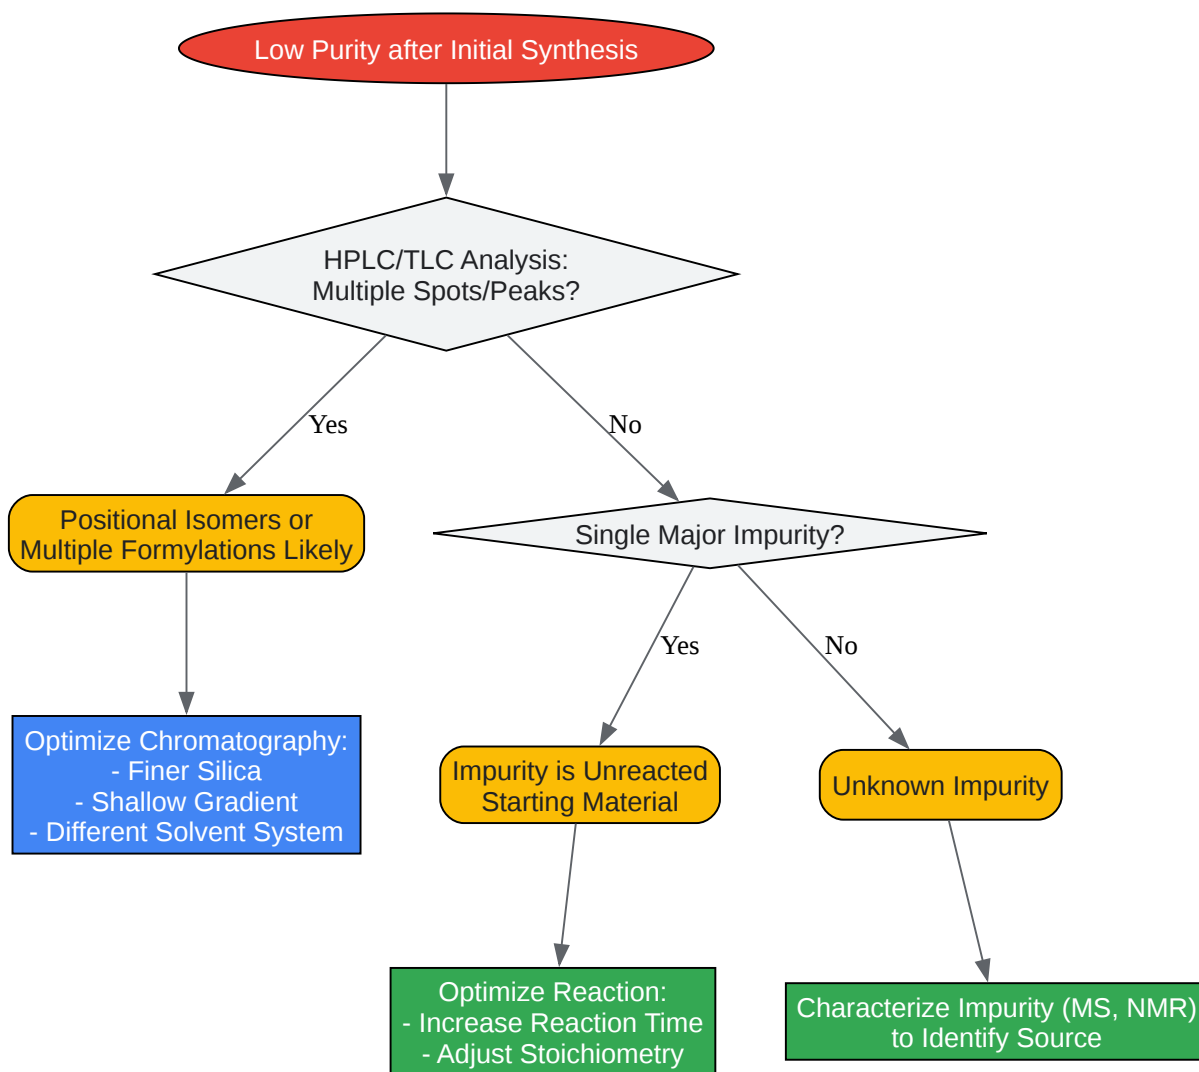 Low Purity after Initial Synthesis
HPLC/TLC Analysis:
Multiple Spots/Peaks?
Yes
No
Positional Isomers or
Multiple Formylations Likely
Single Major Impurity?
Yes
No
Optimize Chromatography:
- Finer Silica
- Shallow Gradient
- Different Solvent System
Impurity is Unreacted
Starting Material
Unknown Impurity
Optimize Reaction:
- Increase Reaction Time
- Adjust Stoichiometry
Characterize Impurity (MS, NMR)
to Identify Source